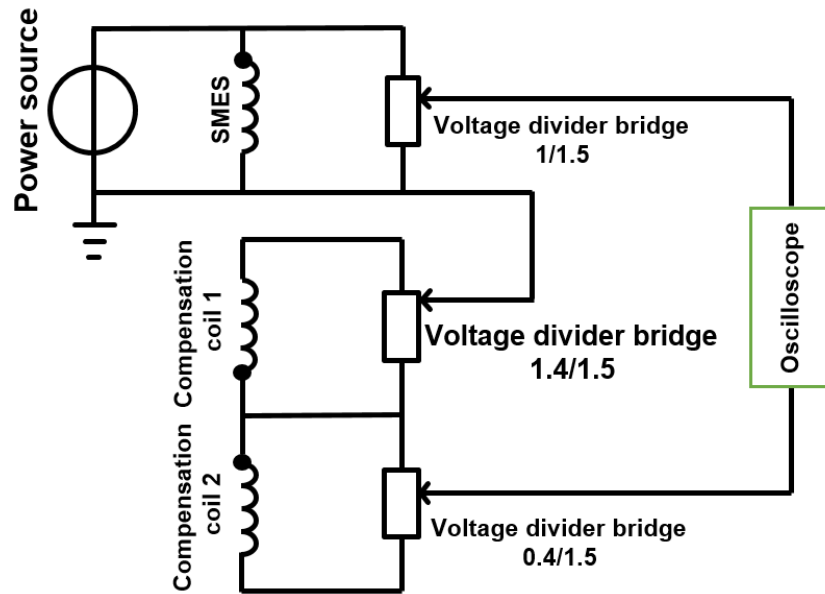 Power source
SMES
Voltage divider bridge
1/1.5
Oscilloscope
Compensation
coil 1
Voltage divider bridge
1.4/1.5
Compensation
coil 2
Voltage divider bridge
0.4/1.5